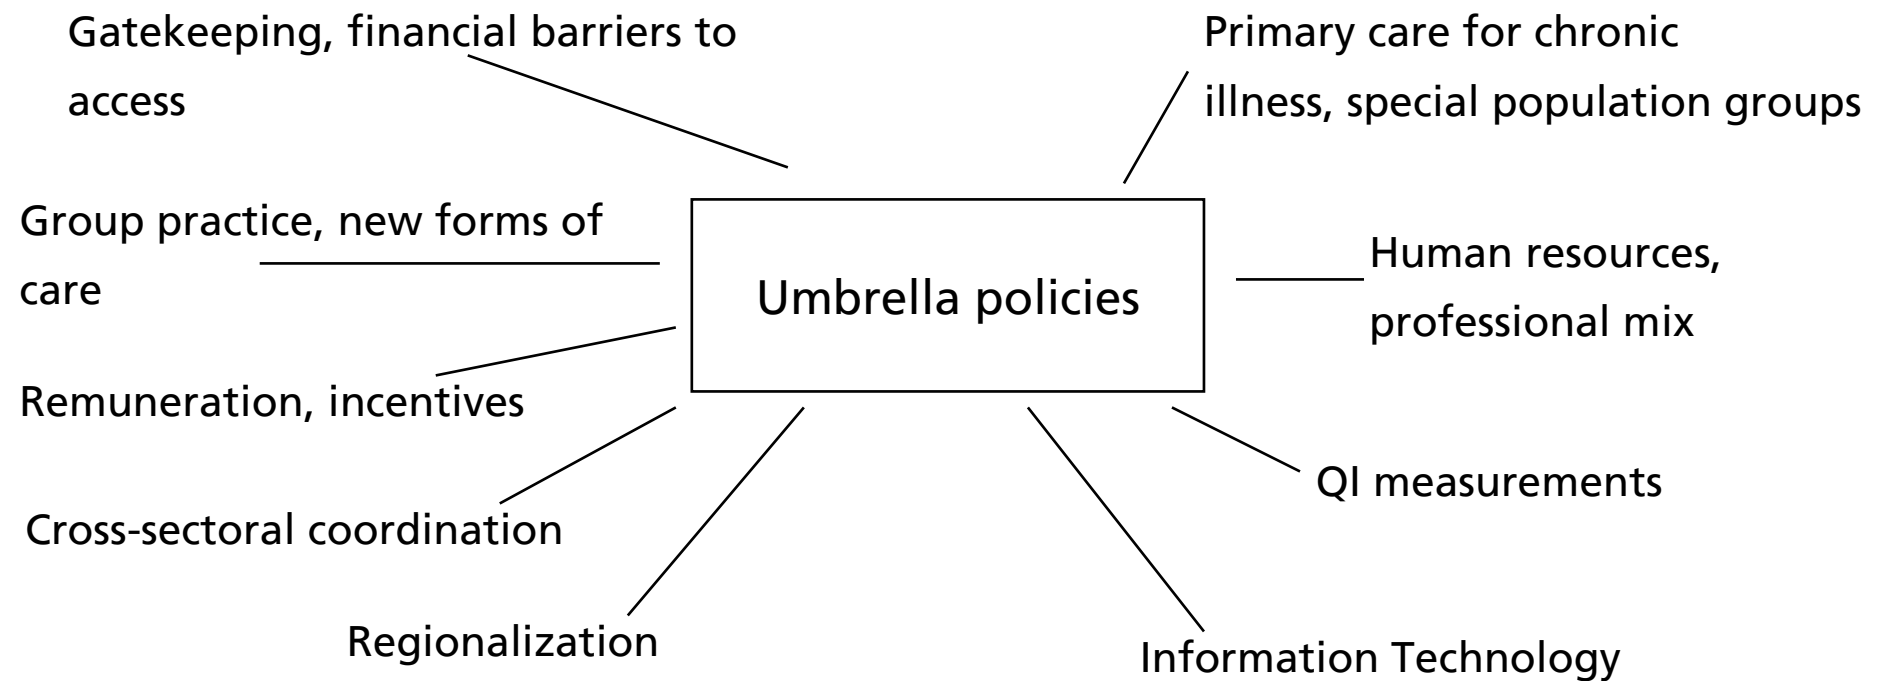 Gatekeeping, financial barriers to
access
Primary care for chronic
illness, special population groups
Group practice, new forms of
care
Umbrella policies
Human resources,
professional mix
Remuneration, incentives
QI measurements
Cross-sectoral coordination
Regionalization
Information Technology